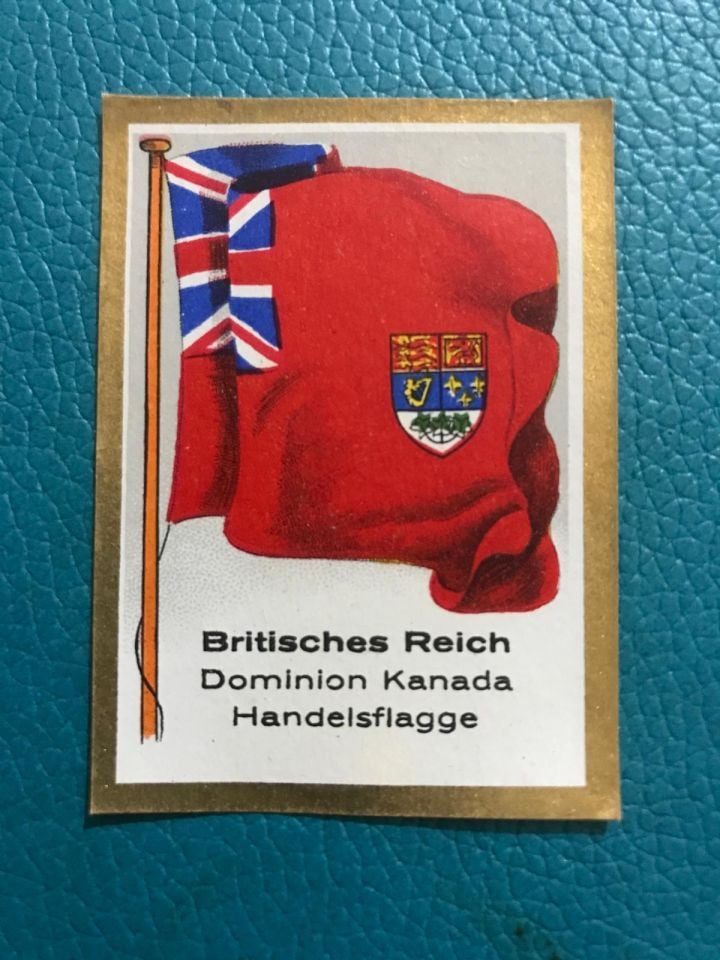 Britisches Reich
Dominion Kanada
Handelsflagge